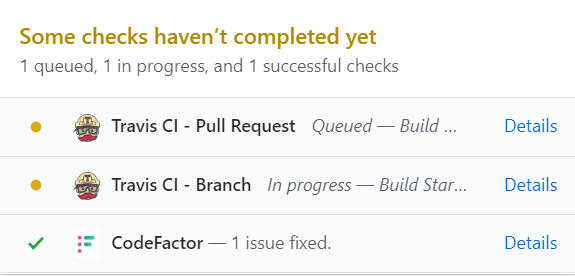 Some checks haven’t completed yet
1 queued, 1 in progress, and 1 successful checks
Travis CI - Pull Request Queued — Build ... Details
Travis CI - Branch In progress — Build Star... Details
CodeFactor — 1 issue fixed. Details